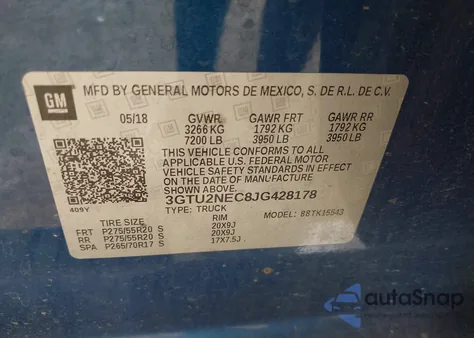 GM
MFD BY GENERAL MOTORS DE MEXICO, S. DE R.L. DE C.V.
05/18 GVWR GAWR FRT GAWR RR
3266 KG 1792 KG 1792 KG
7200 LB 3950 LB 3950 LB
THIS VEHICLE CONFORMS TO ALL
APPLICABLE U.S. FEDERAL MOTOR
VEHICLE SAFETY STANDARDS IN EFFECT
ON THE DATE OF MANUFACTURE SHOWN ABOVE.
3GTU2NEC8JG428178
409Y
TYPE: TRUCK MODEL:
TIRE SIZE RIM
FRT P275/55R20 S 20X9J
RR P275/55R20 S 20X9J
SPA P265/70R17 S 17X7.5J
autoSnap